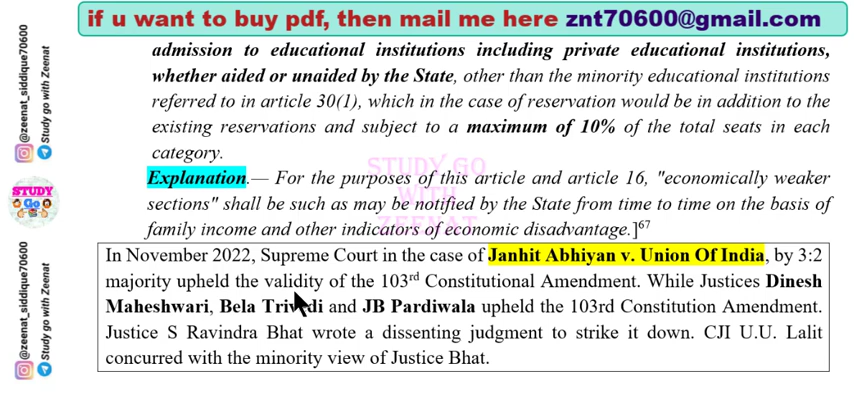 if u want to buy pdf, then mail me here znt70600@gmail.com
admission to educational institutions including private educational institutions,
whether aided or unaided by the State, other than the minority educational institutions
referred to in article 30(1), which in the case of reservation would be in addition to the
existing reservations and subject to a maximum of 10% of the total seats in each
category.
Explanation.— For the purposes of this article and article 16, "economically weaker
sections" shall be such as may be notified by the State from time to time on the basis of
family income and other indicators of economic disadvantage.]67
In November 2022, Supreme Court in the case of Janhit Abhiyan v. Union Of India, by 3:2
majority upheld the validity of the 103rd Constitutional Amendment. While Justices Dinesh
Maheshwari, Bela Trivedi and JB Pardiwala upheld the 103rd Constitution Amendment.
Justice S Ravindra Bhat wrote a dissenting judgment to strike it down. CJI U.U. Lalit
concurred with the minority view of Justice Bhat.
STUDY GO
WITH
ZEENAT
@zeenat_siddique70600
Study go with Zeenat
STUDY
Go
@zeenat_siddique70600
Study go with Zeenat